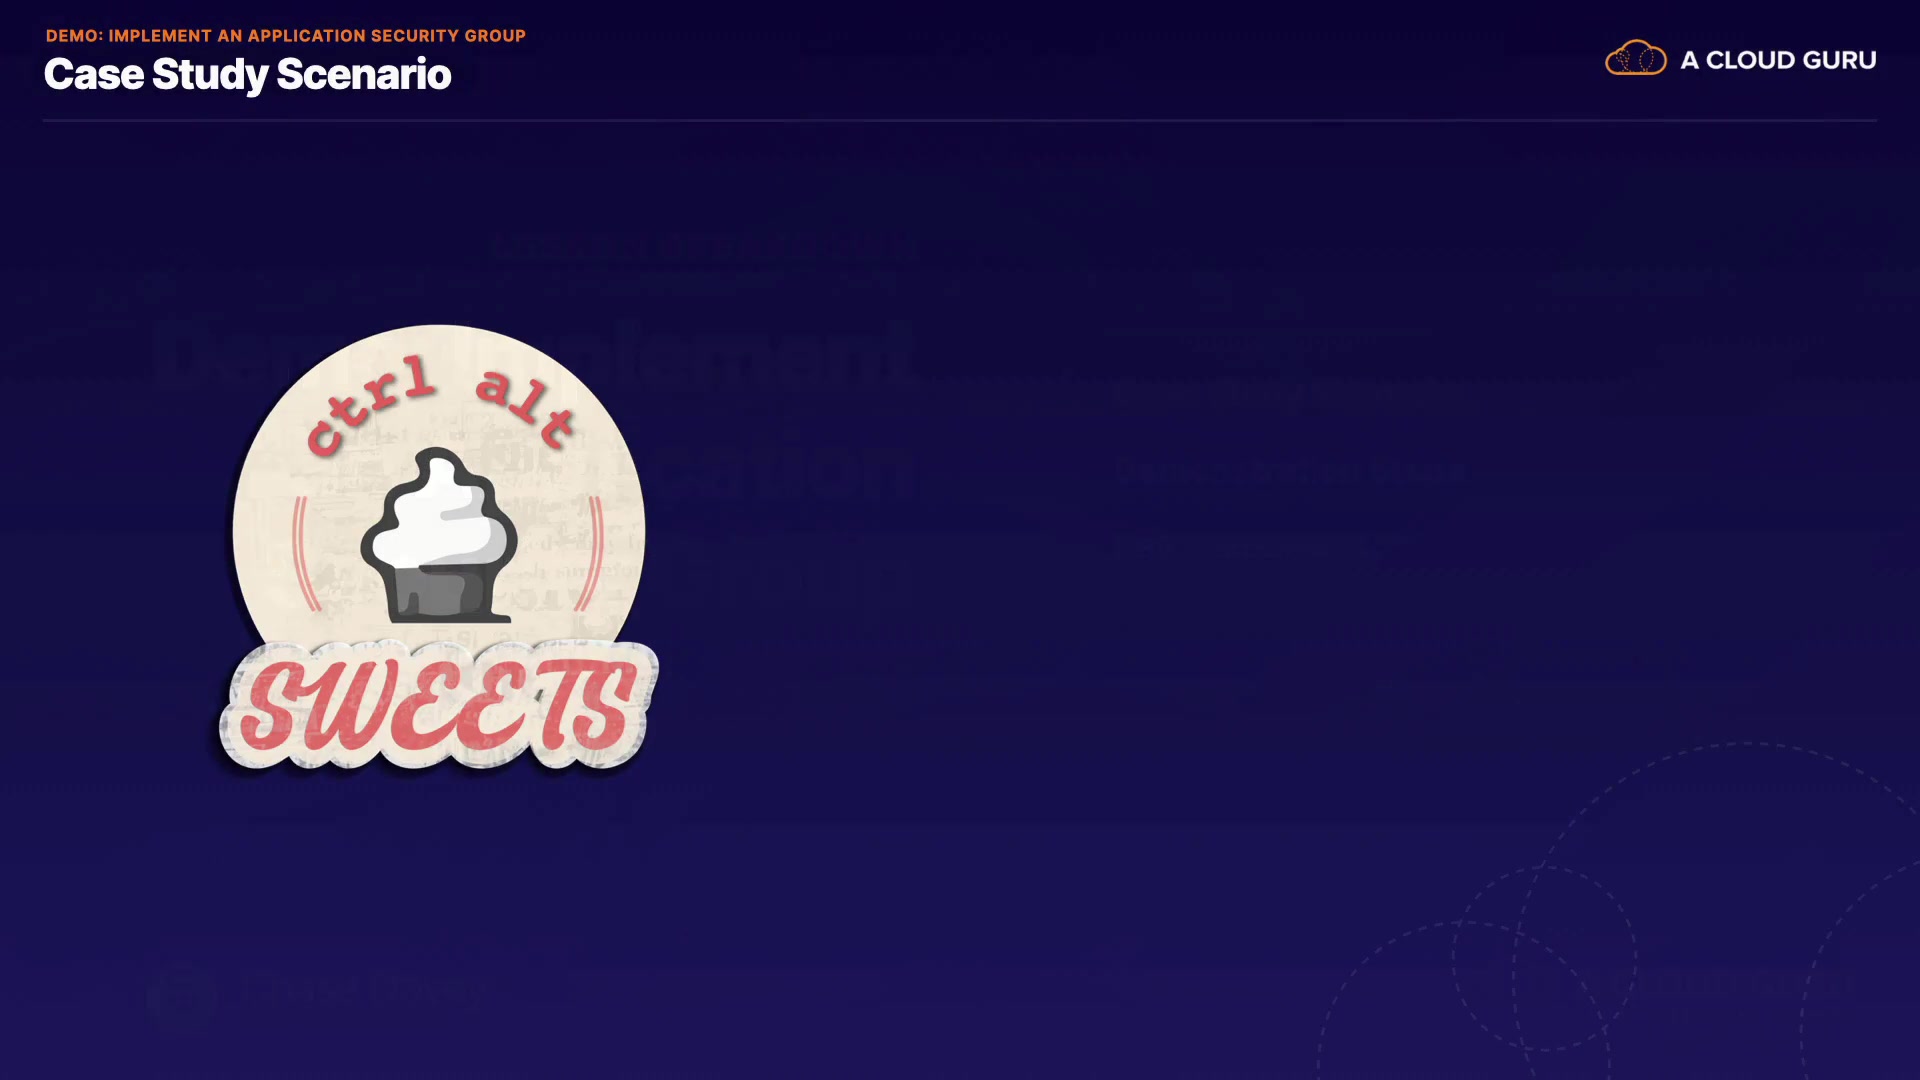 DEMO: IMPLEMENT AN APPLICATION SECURITY GROUP
Case Study Scenario
A CLOUD GURU
ctrl alt
SWEETS